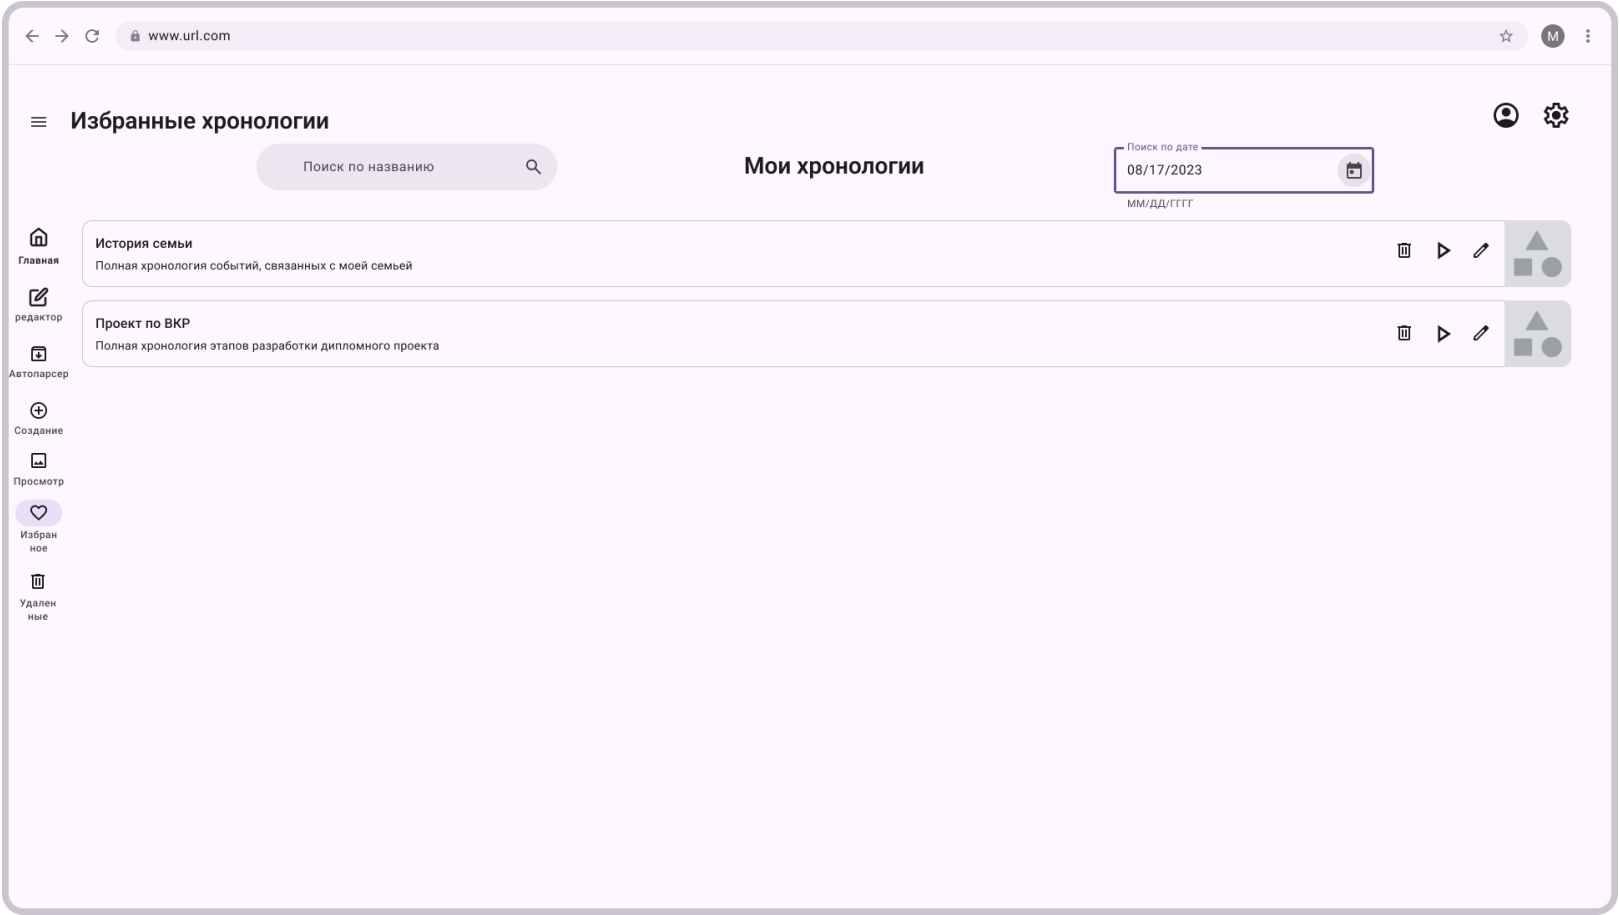 www.url.com
M
Избранные хронологии
Поиск по названию
Мои хронологии
Поиск по дате
08/17/2023
ММ/ДД/ГГГГ
Главная
редактор
Автопарсер
Создание
Просмотр
Избран
ное
Удален
ные
История семьи
Полная хронология событий, связанных с моей семьей
Проект по ВКР
Полная хронология этапов разработки дипломного проекта